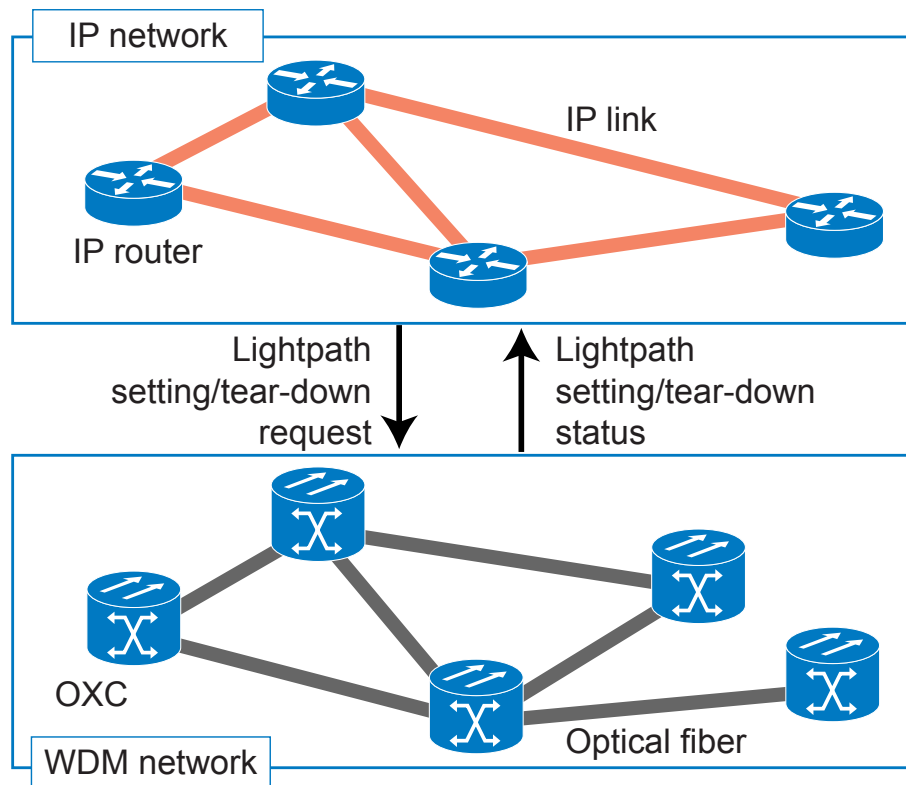 IP network
IP link
IP router
Lightpath
setting/tear-down
request
Lightpath
setting/tear-down
status
OXC
Optical fiber
WDM network